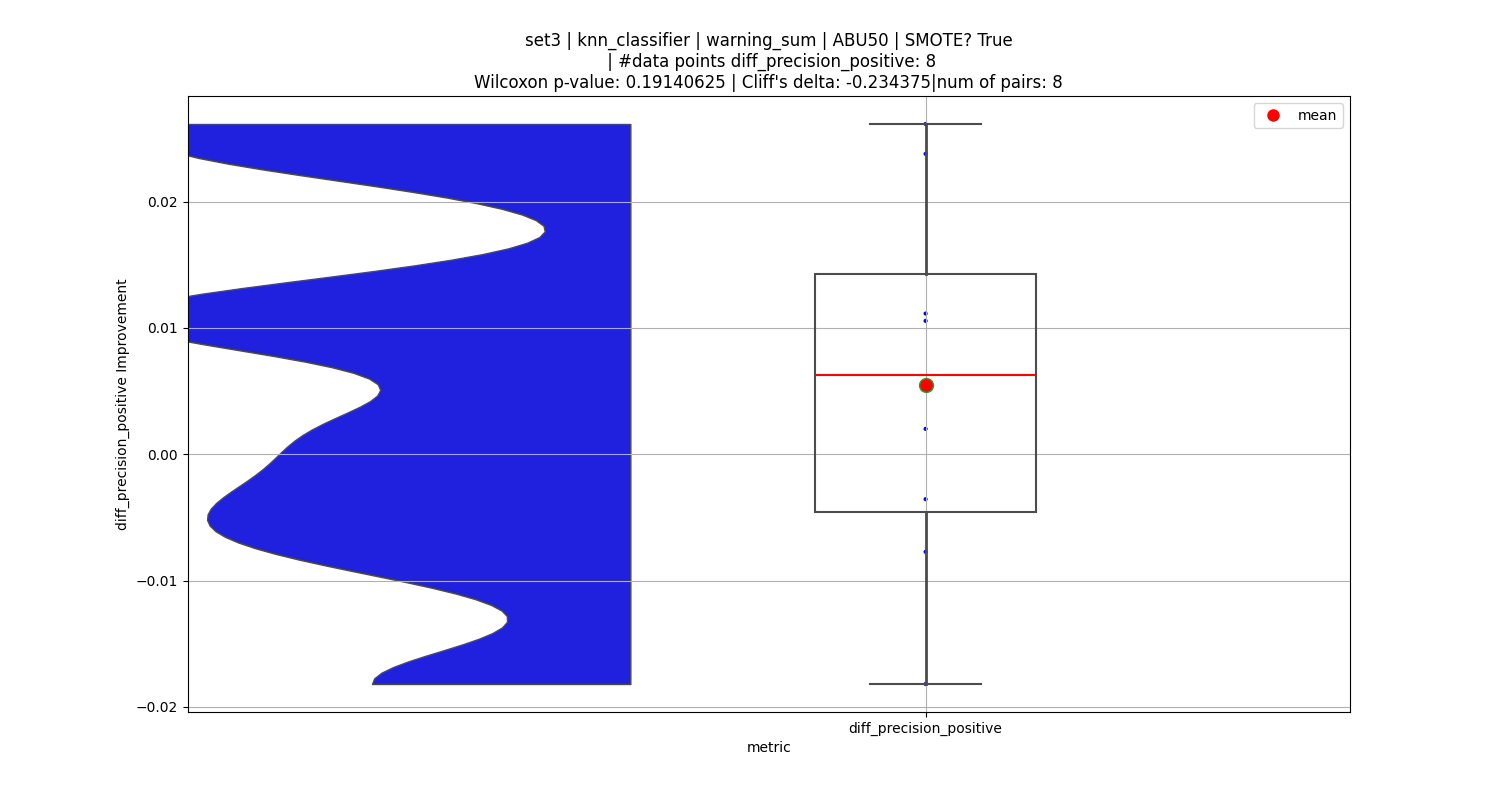 set3 | knn_classifier | warning_sum | ABU50 | SMOTE? True
| #data points diff_precision_positive: 8
Wilcoxon p-value: 0.19140625 | Cliff's delta: -0.234375|num of pairs: 8
mean
diff_precision_positive Improvement
0.02
0.01
0.00
−0.01
−0.02
diff_precision_positive
metric